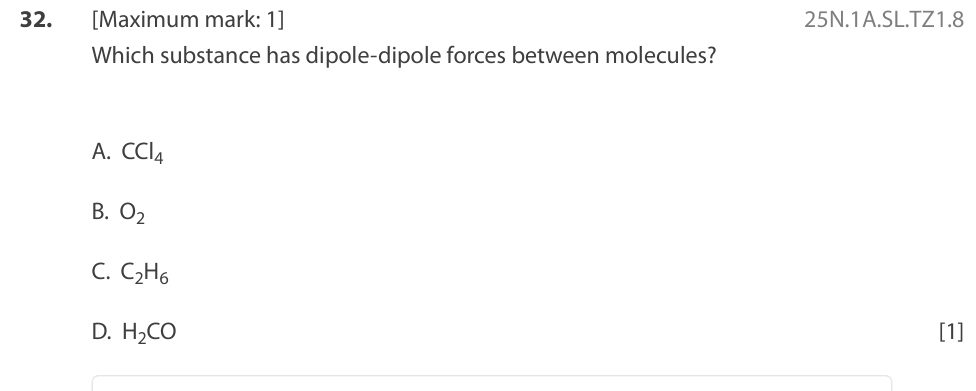 32. [Maximum mark: 1] 25N.1A.SL.TZ1.8
Which substance has dipole-dipole forces between molecules?
A. CCl₄
B. O₂
C. C₂H₆
D. H₂CO [1]